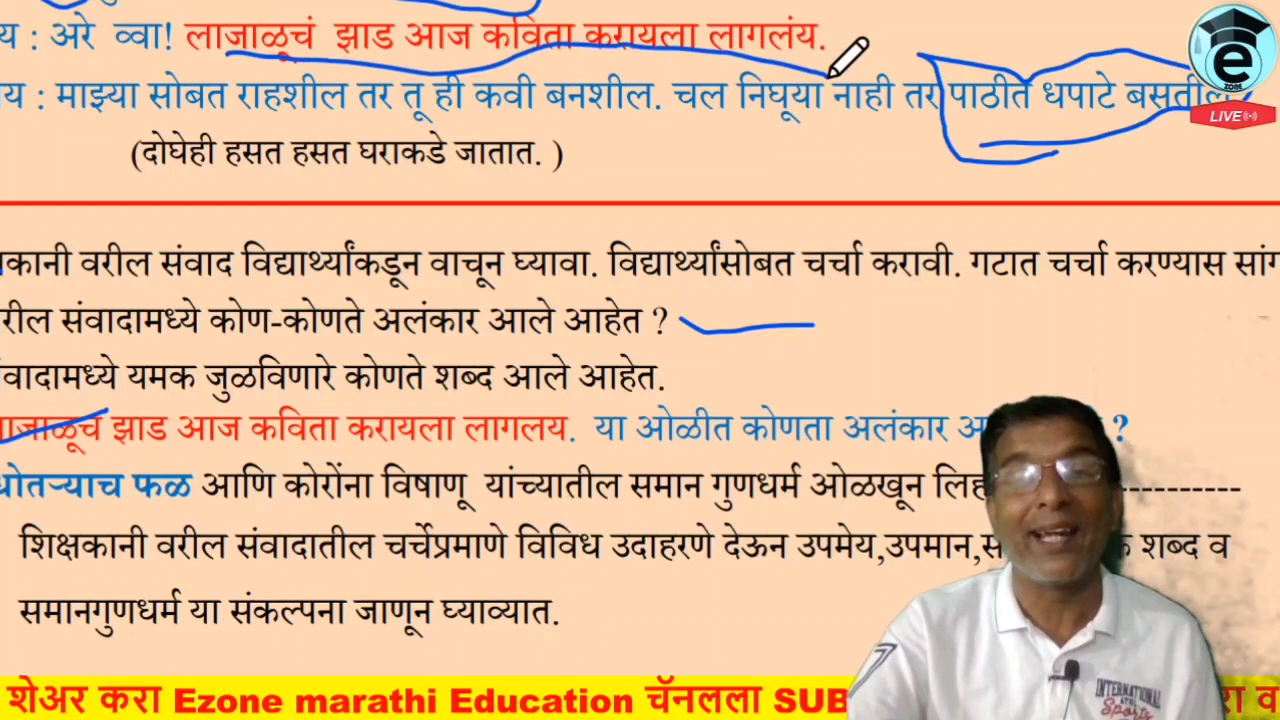 य : अरे व्वा! लाजाळूचं झाड आज कविता करायला लागलंय.
य : माझ्या सोबत राहशील तर तू ही कवी बनशील. चल निघूया नाही तर पाठीत धपाटे बसतील
(दोघेही हसत हसत घराकडे जातात. )
कानी वरील संवाद विद्यार्थ्यांकडून वाचून घ्यावा. विद्यार्थ्यांसोबत चर्चा करावी. गटात चर्चा करण्यास सांग
रील संवादामध्ये कोण-कोणते अलंकार आले आहेत ?
वादामध्ये यमक जुळविणारे कोणते शब्द आले आहेत.
ाजाळूच झाड आज कविता करायला लागलय. या ओळीत कोणता अलंकार अ ?
धोतऱ्याच फळ आणि कोरोंना विषाणू यांच्यातील समान गुणधर्म ओळखून लिह ----------
शिक्षकानी वरील संवादातील चर्चेप्रमाणे विविध उदाहरणे देऊन उपमेय,उपमान,स क शब्द व
समानगुणधर्म या संकल्पना जाणून घ्याव्यात.
शेअर करा Ezone marathi Education चॅनलला SUB रा व
e
ZONE
LIVE
INTERNATIONAL
Sports
7